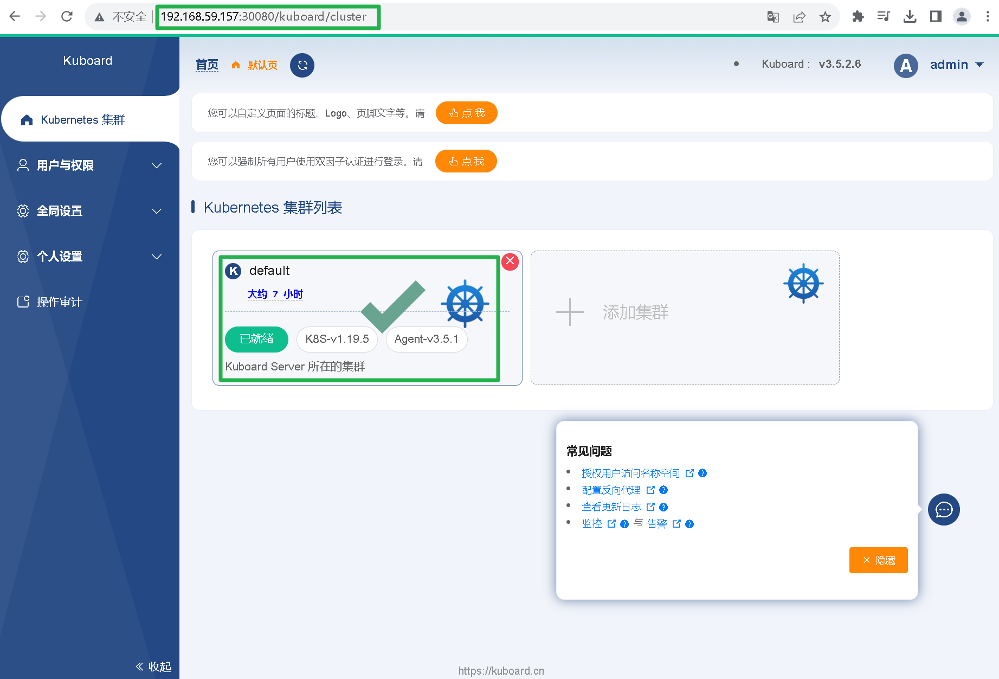 不安全 192.168.59.157:30080/kuboard/cluster
Kuboard
首页 默认页 Kuboard : v3.5.2.6 A admin
Kubernetes 集群
用户与权限
全局设置
个人设置
操作审计
收起
您可以自定义页面的标题、Logo、页脚文字等。请 点我
您可以强制所有用户使用双因子认证进行登录。请 点我
Kubernetes 集群列表
K default
大约 7 小时
已就绪 K8S-v1.19.5 Agent-v3.5.1
Kuboard Server 所在的集群
添加集群
常见问题
授权用户访问名称空间
配置反向代理
查看更新日志
监控 与 告警
隐藏
https://kuboard.cn